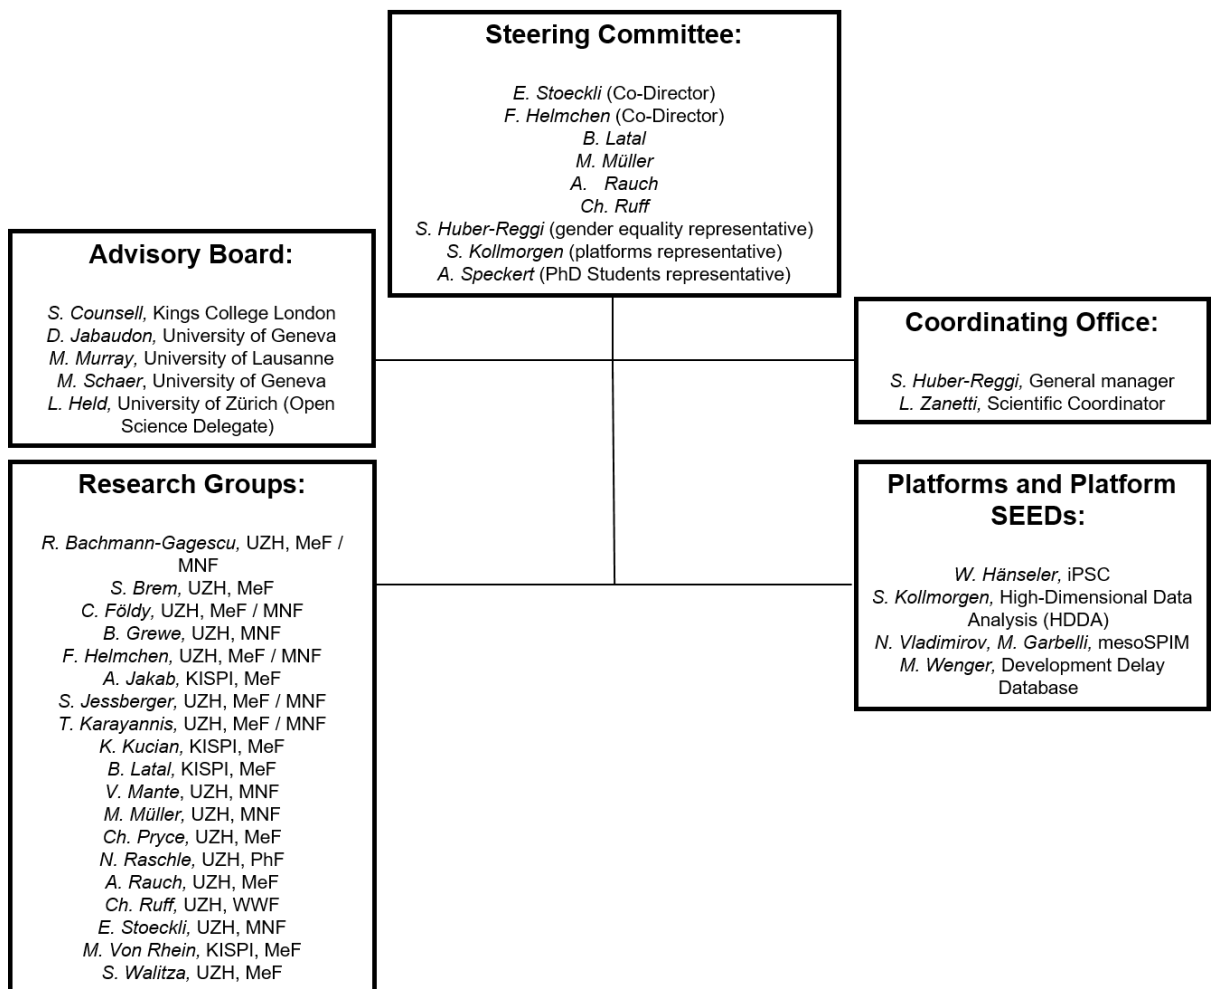 Steering Committee:
E. Stoeckli (Co-Director)
F. Helmchen (Co-Director)
B. Latal
M. Müller
A. Rauch
Ch. Ruff
S. Huber-Reggi (gender equality representative)
S. Kollmorgen (platforms representative)
A. Speckert (PhD Students representative)
Advisory Board:
S. Counsell, Kings College London
D. Jabaudon, University of Geneva
M. Murray, University of Lausanne
M. Schaer, University of Geneva
L. Held, University of Zürich (Open
Science Delegate)
Coordinating Office:
S. Huber-Reggi, General manager
L. Zanetti, Scientific Coordinator
Research Groups:
R. Bachmann-Gagescu, UZH, MeF /
MNF
S. Brem, UZH, MeF
C. Földy, UZH, MeF / MNF
B. Grewe, UZH, MNF
F. Helmchen, UZH, MeF / MNF
A. Jakab, KISPI, MeF
S. Jessberger, UZH, MeF / MNF
T. Karayannis, UZH, MeF / MNF
K. Kucian, KISPI, MeF
B. Latal, KISPI, MeF
V. Mante, UZH, MNF
M. Müller, UZH, MNF
Ch. Pryce, UZH, MeF
N. Raschle, UZH, PhF
A. Rauch, UZH, MeF
Ch. Ruff, UZH, WWF
E. Stoeckli, UZH, MNF
M. Von Rhein, KISPI, MeF
S. Walitza, UZH, MeF
Platforms and Platform
SEEDs:
W. Hänseler, iPSC
S. Kollmorgen, High-Dimensional Data
Analysis (HDDA)
N. Vladimirov, M. Garbelli, mesoSPIM
M. Wenger, Development Delay
Database